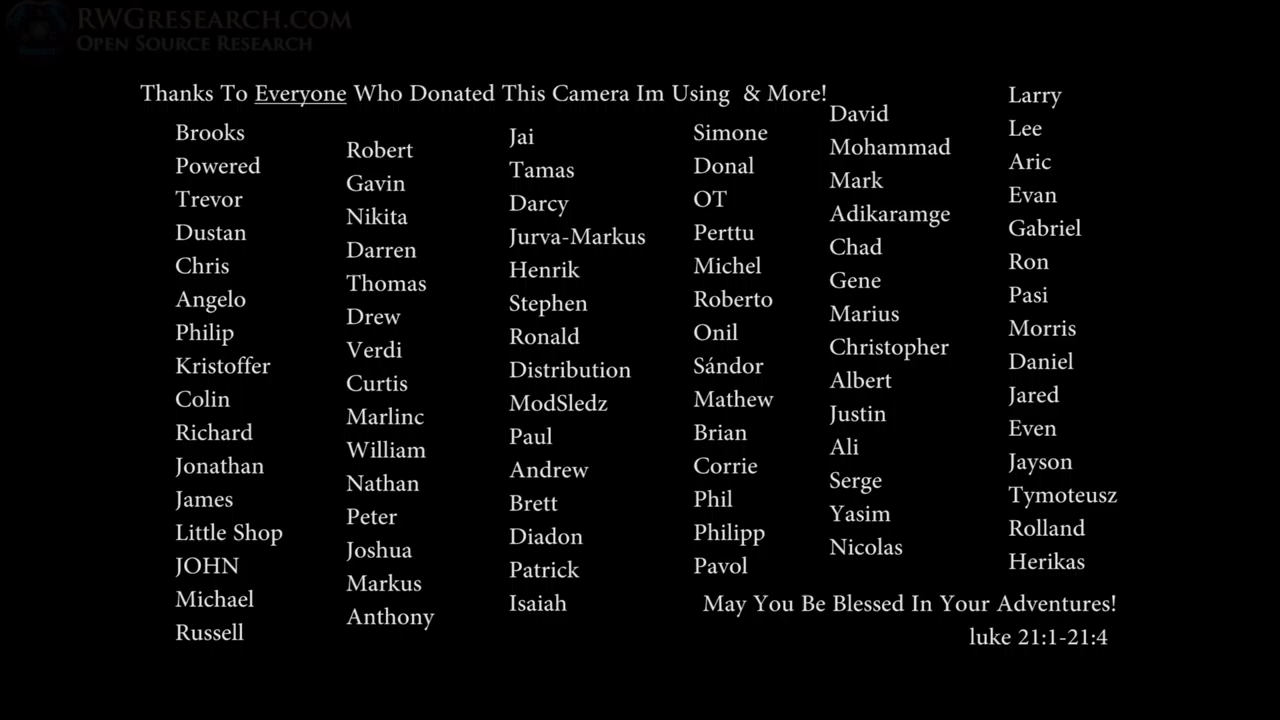 RWGRESEARCH.COM
OPEN SOURCE RESEARCH
Thanks To Everyone Who Donated This Camera Im Using & More!
Brooks
Powered
Trevor
Dustan
Chris
Angelo
Philip
Kristoffer
Colin
Richard
Jonathan
James
Little Shop
JOHN
Michael
Russell
Robert
Gavin
Nikita
Darren
Thomas
Drew
Verdi
Curtis
Marlinc
William
Nathan
Peter
Joshua
Markus
Anthony
Jai
Tamas
Darcy
Jurva-Markus
Henrik
Stephen
Ronald
Distribution
ModSledz
Paul
Andrew
Brett
Diadon
Patrick
Isaiah
Simone
Donal
OT
Perttu
Michel
Roberto
Onil
Sándor
Mathew
Brian
Corrie
Phil
Philipp
Pavol
David
Mohammad
Mark
Adikaramge
Chad
Gene
Marius
Christopher
Albert
Justin
Ali
Serge
Yasim
Nicolas
Larry
Lee
Aric
Evan
Gabriel
Ron
Pasi
Morris
Daniel
Jared
Even
Jayson
Tymoteusz
Rolland
Herikas
May You Be Blessed In Your Adventures!
luke 21:1-21:4